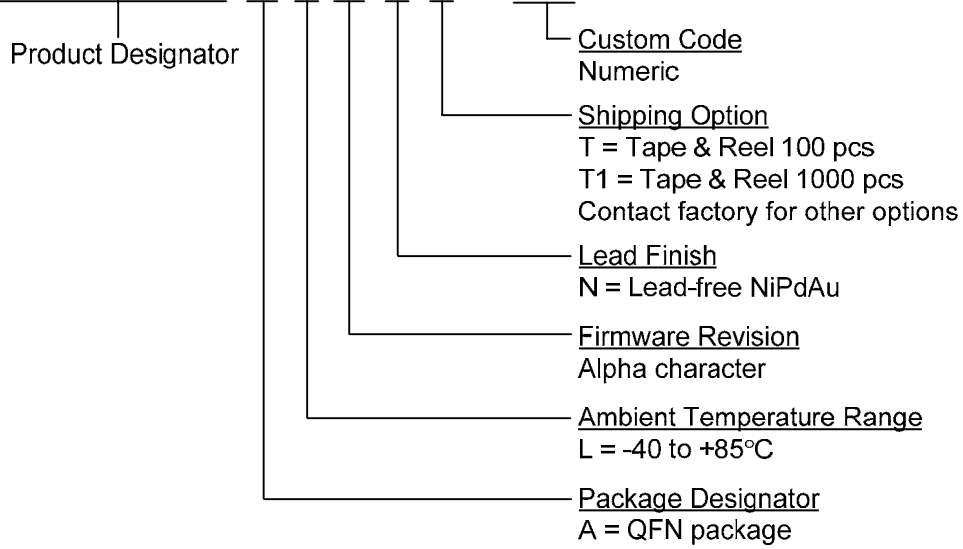 Product Designator
Custom Code
Numeric
Shipping Option
T = Tape & Reel 100 pcs
T1 = Tape & Reel 1000 pcs
Contact factory for other options
Lead Finish
N = Lead-free NiPdAu
Firmware Revision
Alpha character
Ambient Temperature Range
L = -40 to +85°C
Package Designator
A = QFN package